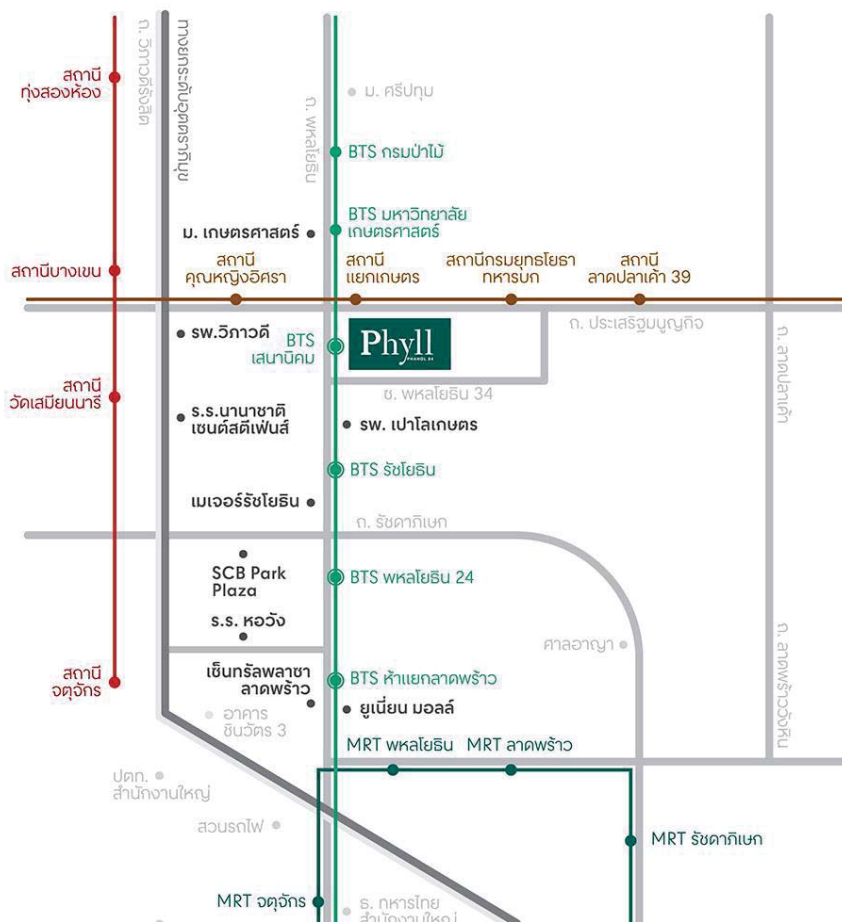 สถานี
ทุ่งสองห้อง
ถ. วิภาวดีรังสิต
ทางยกระดับอุตตราภิมุข
ถ. พหลโยธิน
ม. ศรีปทุม
BTS กรมป่าไม้
BTS มหาวิทยาลัย
เกษตรศาสตร์
ม. เกษตรศาสตร์
สถานีบางเขน
สถานี
คุณหญิงอิศรา
สถานี
แยกเกษตร
สถานีกรมยุทธโยธา
ทหารบก
สถานี
ลาดปลาเค้า 39
รพ.วิภาวดี
BTS
เสนานิคม
Phyll
PHAHOL 34
ถ. ประเสริฐมนูญกิจ
ถ. ลาดปลาเค้า
สถานี
วัดเสมียนนารี
ซ. พหลโยธิน 34
ร.ร.นานาชาติ
เซนต์สตีเฟ่นส์
รพ. เปาโลเกษตร
BTS รัชโยธิน
เมเจอร์รัชโยธิน
ถ. รัชดาภิเษก
SCB Park
Plaza
BTS พหลโยธิน 24
ร.ร. หอวัง
ศาลอาญา
ถ. ลาดพร้าววังหิน
สถานี
จตุจักร
เซ็นทรัลพลาซา
ลาดพร้าว
BTS ห้าแยกลาดพร้าว
ยูเนี่ยน มอลล์
อาคาร
ชินวัตร 3
MRT พหลโยธิน
MRT ลาดพร้าว
ปตท.
สำนักงานใหญ่
สวนรถไฟ
MRT รัชดาภิเษก
MRT จตุจักร
ธ. ทหารไทย
สำนักงานใหญ่